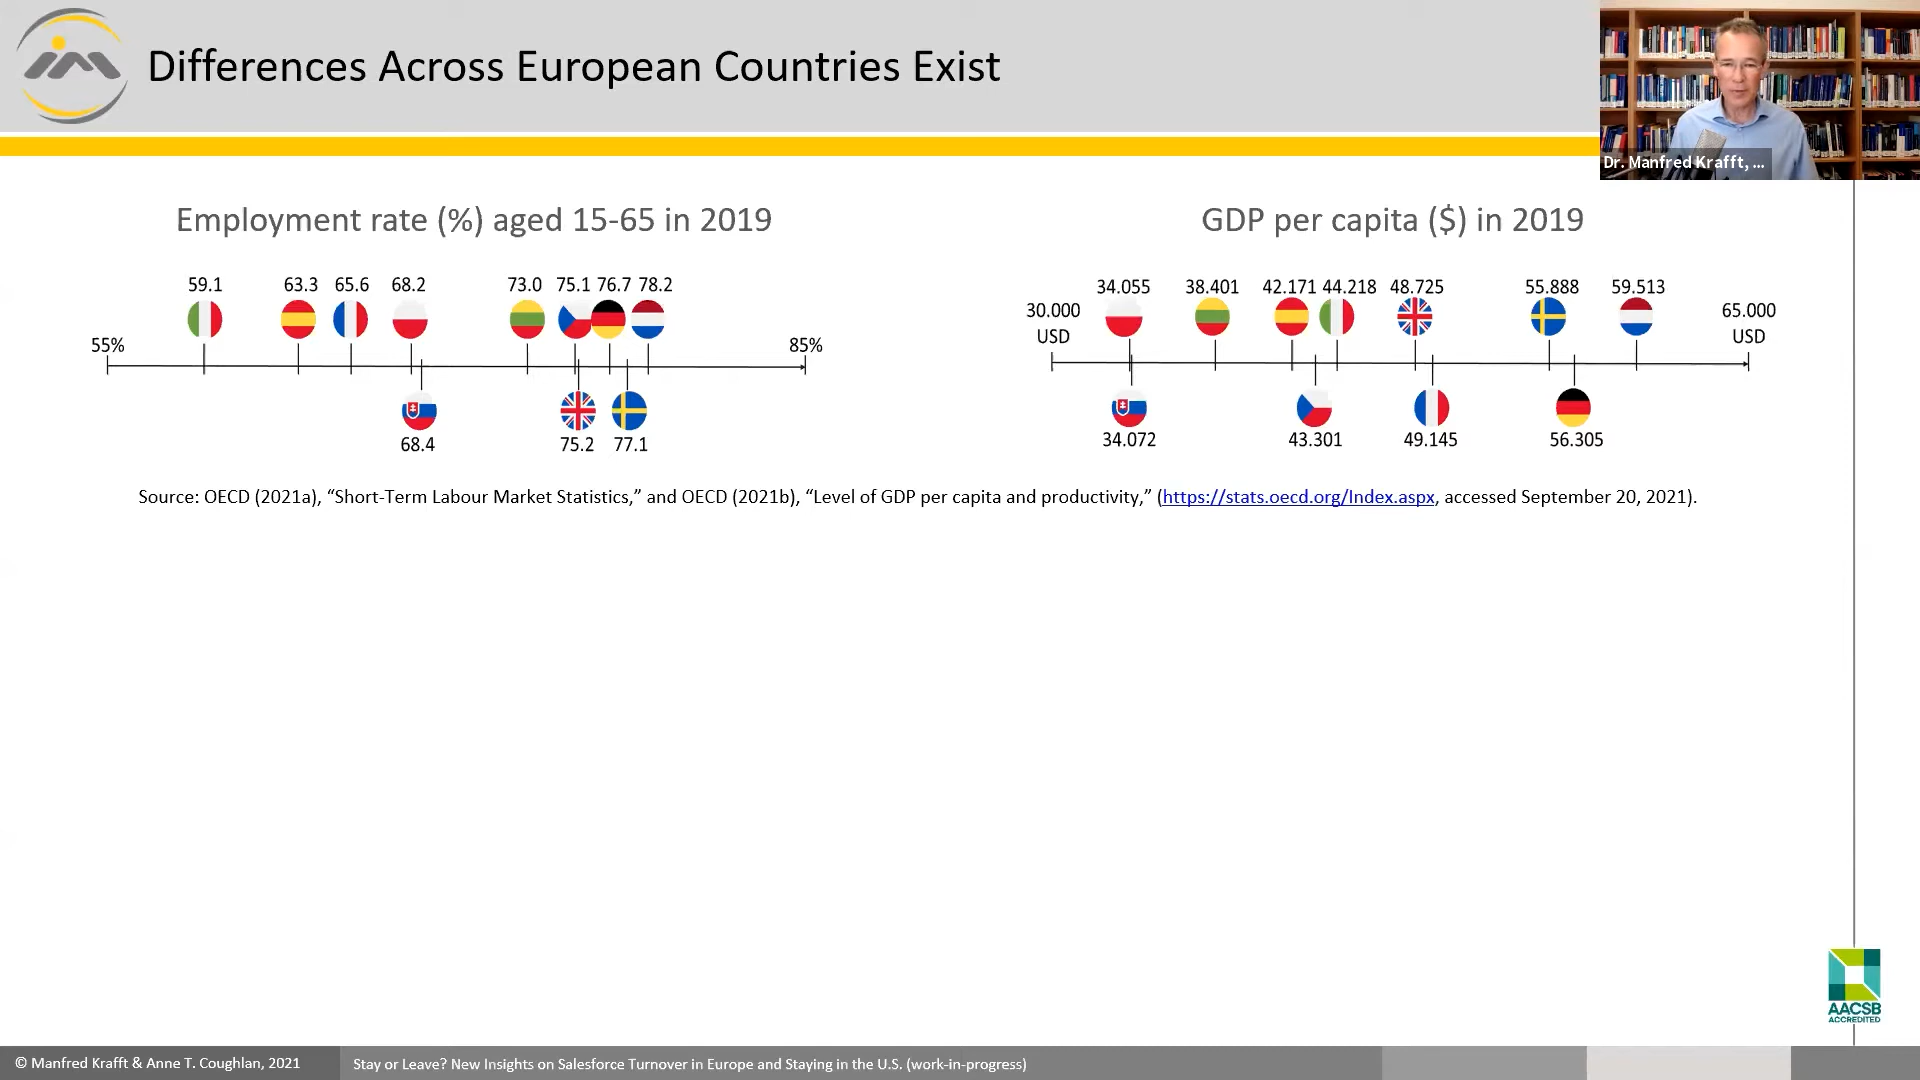 Differences Across European Countries Exist
Dr. Manfred Krafft, ...
Employment rate (%) aged 15-65 in 2019
59.1 63.3 65.6 68.2 73.0 75.1 76.7 78.2
55% 85%
68.4 75.2 77.1
GDP per capita ($) in 2019
34.055 38.401 42.171 44.218 48.725 55.888 59.513
30.000
USD
65.000
USD
34.072 43.301 49.145 56.305
Source: OECD (2021a), “Short-Term Labour Market Statistics,” and OECD (2021b), “Level of GDP per capita and productivity,” (https://stats.oecd.org/Index.aspx, accessed September 20, 2021).
AACSB
ACCREDITED
© Manfred Krafft & Anne T. Coughlan, 2021
Stay or Leave? New Insights on Salesforce Turnover in Europe and Staying in the U.S. (work-in-progress)